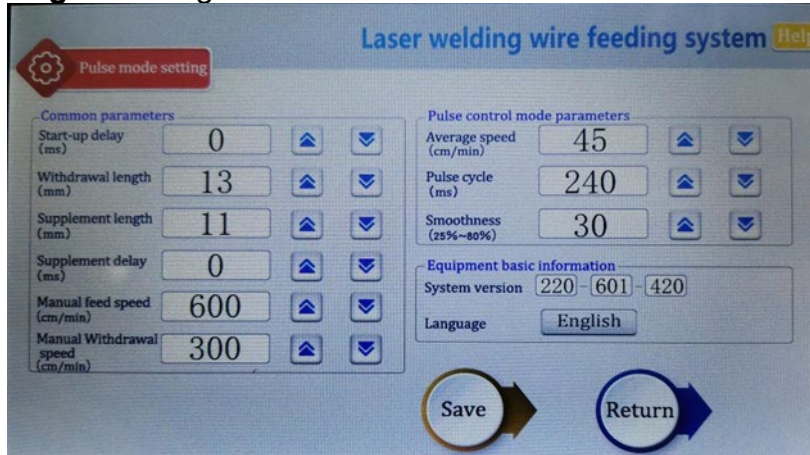 Laser welding wire feeding system
Pulse mode setting
Common parameters
Start-up delay
(ms)
0
Withdrawal length
(mm)
13
Supplement length
(mm)
11
Supplement delay
(ms)
0
Manual feed speed
(cm/min)
600
Manual Withdrawal
speed
(cm/min)
300
Pulse control mode parameters
Average speed
(cm/min)
45
Pulse cycle
(ms)
240
Smoothness
(25%~80%)
30
Equipment basic information
System version 220-601-420
Language English
Save
Return